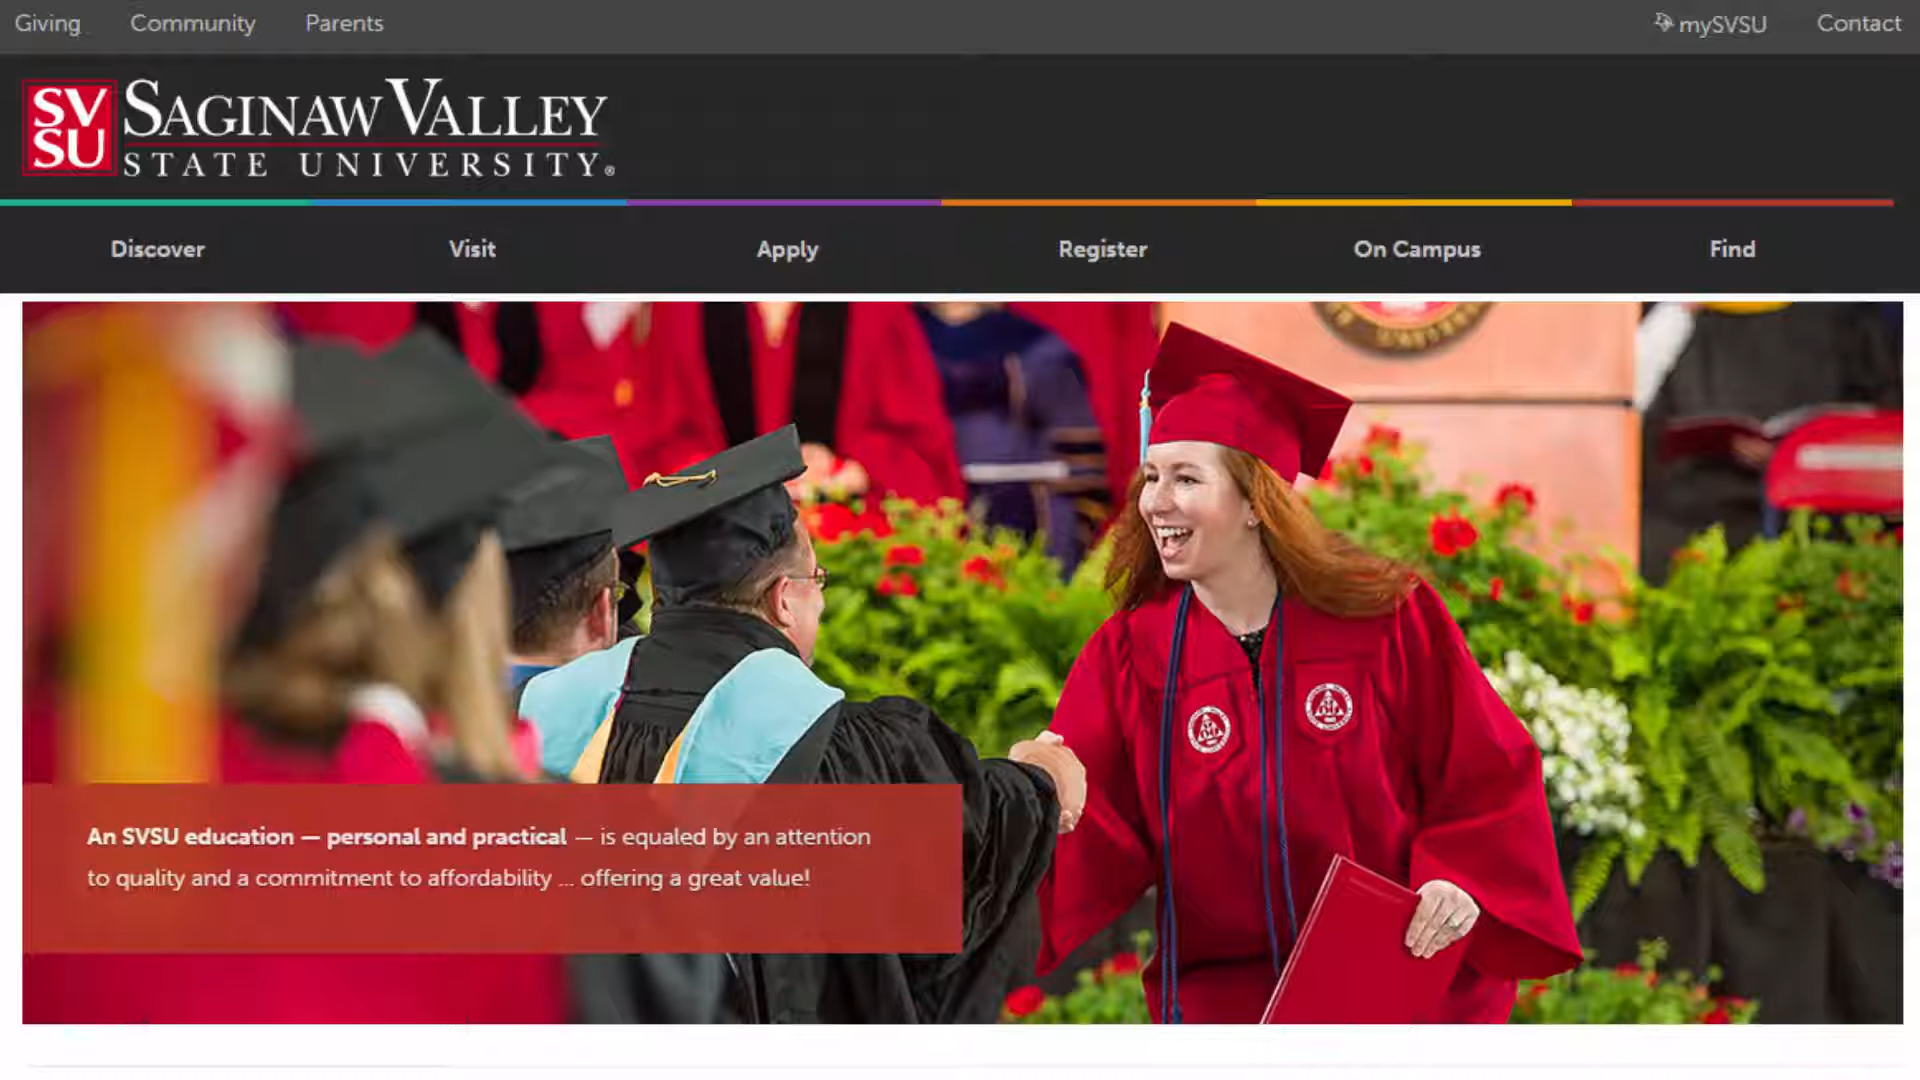 Giving Community Parents mySVSU Contact
SV
SU
SAGINAW VALLEY
STATE UNIVERSITY®
Discover Visit Apply Register On Campus Find
An SVSU education — personal and practical — is equaled by an attention
to quality and a commitment to affordability ... offering a great value!